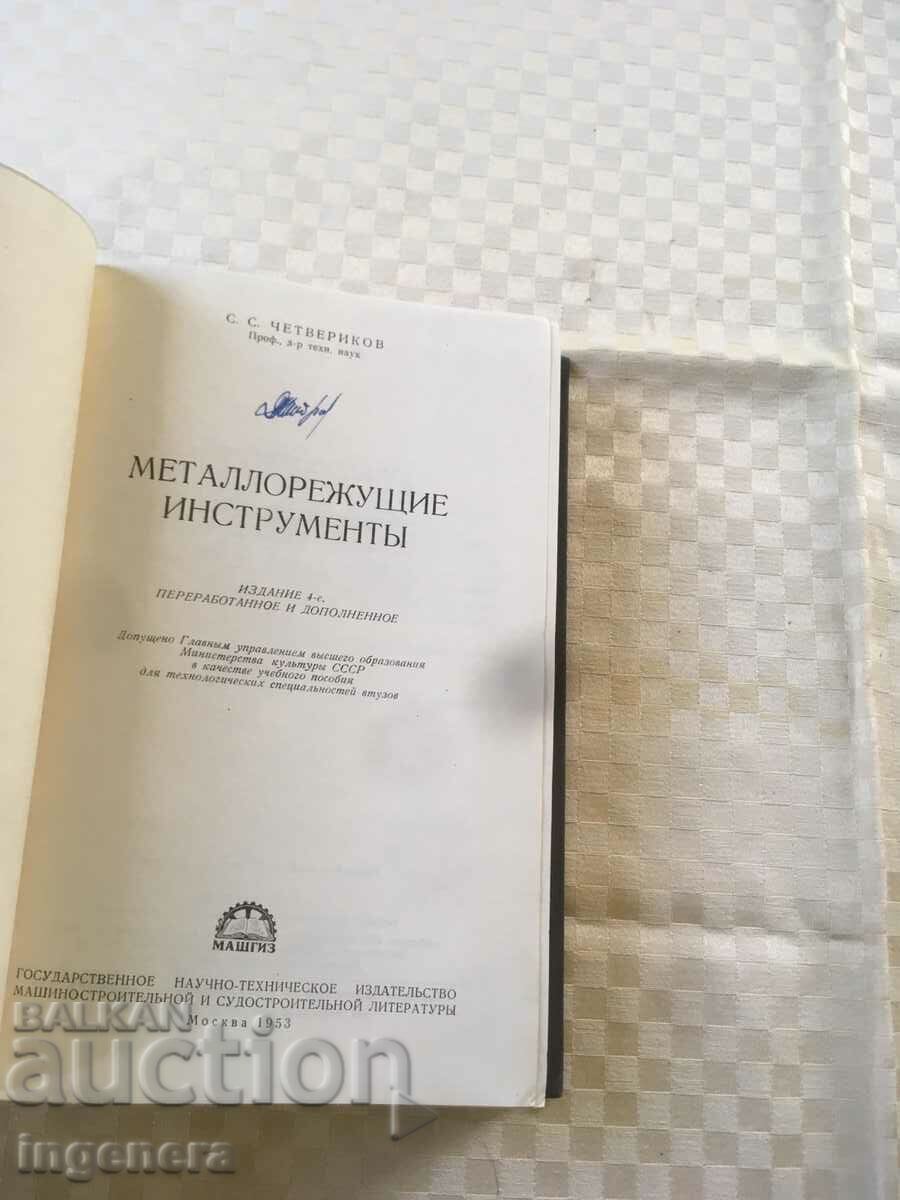 С. С. ЧЕТВЕРИКОВ
Проф., д-р техн. наук
МЕТАЛЛОРЕЖУЩИЕ
ИНСТРУМЕНТЫ
ИЗДАНИЕ 4-е,
ПЕРЕРАБОТАННОЕ И ДОПОЛНЕННОЕ
Допущено Главным управлением высшего образования
Министерства культуры СССР
в качестве учебного пособия
для технологических специальностей втузов
МАШГИЗ
ГОСУДАРСТВЕННОЕ НАУЧНО-ТЕХНИЧЕСКОЕ ИЗДАТЕЛЬСТВО
МАШИНОСТРОИТЕЛЬНОЙ И СУДОСТРОИТЕЛЬНОЙ ЛИТЕРАТУРЫ
Москва 1953
BALKAN
auction
ingenera